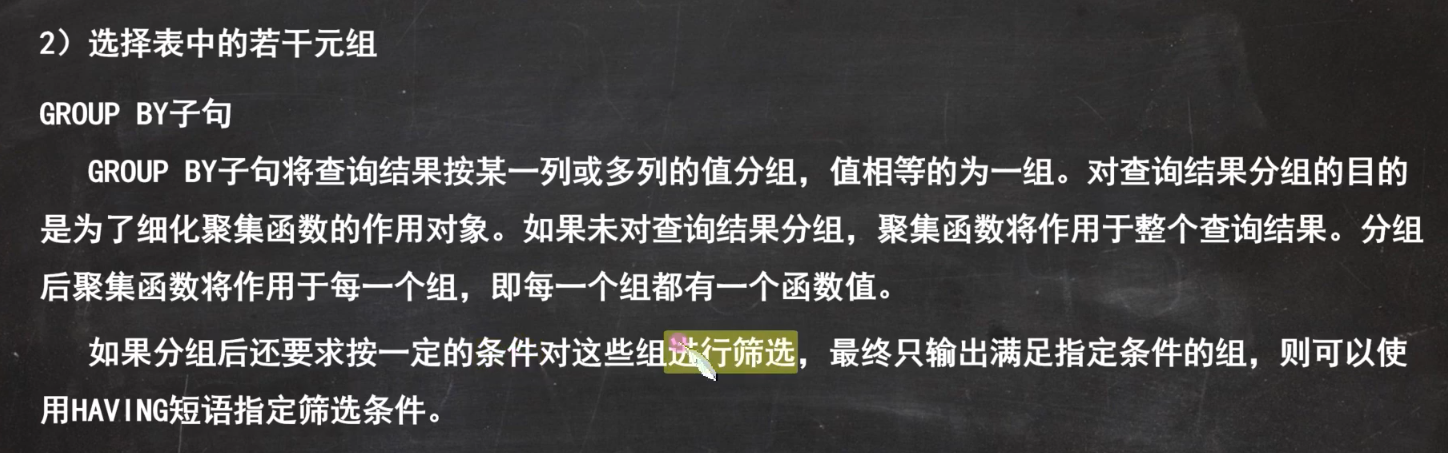 2）选择表中的若干元组
GROUP BY子句
GROUP BY子句将查询结果按某一列或多列的值分组，值相等的为一组。对查询结果分组的目的
是为了细化聚集函数的作用对象。如果未对查询结果分组，聚集函数将作用于整个查询结果。分组
后聚集函数将作用于每一个组，即每一个组都有一个函数值。
如果分组后还要求按一定的条件对这些组进行筛选，最终只输出满足指定条件的组，则可以使
用HAVING短语指定筛选条件。